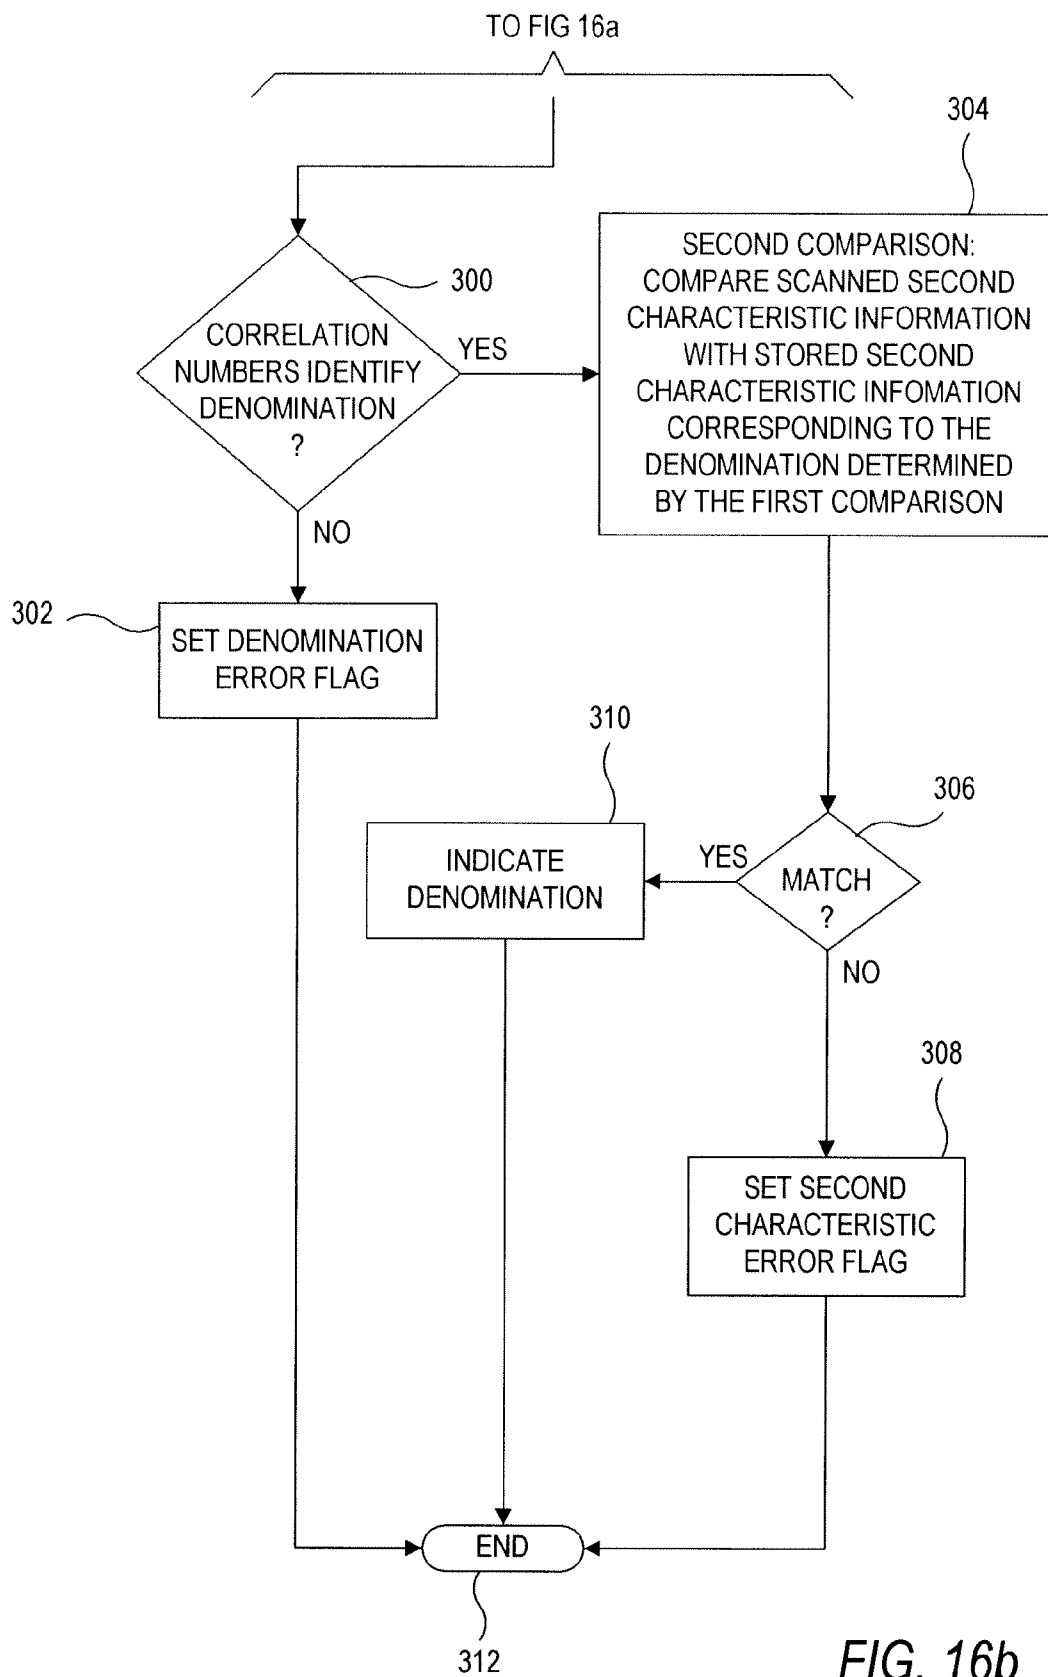 TO FIG 16a
304
300
CORRELATION
NUMBERS IDENTIFY
DENOMINATION
?
YES
SECOND COMPARISON:
COMPARE SCANNED SECOND
CHARACTERISTIC INFORMATION
WITH STORED SECOND
CHARACTERISTIC INFOMATION
CORRESPONDING TO THE
DENOMINATION DETERMINED
BY THE FIRST COMPARISON
NO
302
SET DENOMINATION
ERROR FLAG
310
306
INDICATE
DENOMINATION
YES
MATCH
?
NO
308
SET SECOND
CHARACTERISTIC
ERROR FLAG
END
312
FIG. 16b